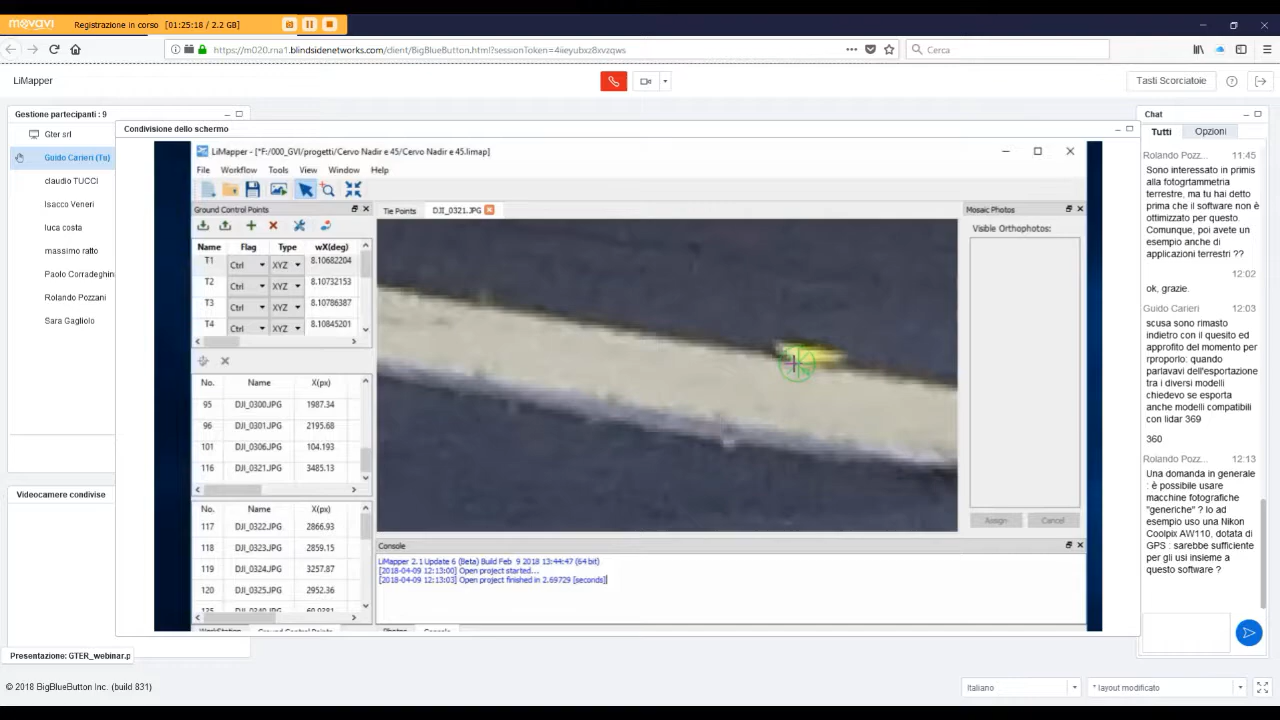 movavi
Registrazione in corso [01:25:18 / 2.2 GB]
https://m020.rna1.blindsidenetworks.com/client/BigBlueButton.html?sessionToken=4iieyubxz8xvzqws
Cerca
LiMapper
Tasti Scorciatoie
Gestione partecipanti : 9
Gter srl
Guido Carieri (Tu)
claudio TUCCI
Isacco Veneri
luca costa
massimo ratto
Paolo Corradeghin
Rolando Pozzani
Sara Gagliolo
Videocamere condivise
Presentazione: GTER_webinar.p
Condivisione dello schermo
LiMapper - [*F:/000_GVI/progetti/Cervo Nadir e 45/Cervo Nadir e 45.limap]
File Workflow Tools View Window Help
Ground Control Points
Name Flag Type wX(deg)
T1 Ctrl XYZ 8.10682204
T2 Ctrl XYZ 8.10732153
T3 Ctrl XYZ 8.10786387
T4 Ctrl XYZ 8.10845201
No. Name X(px)
95 DJI_0300.JPG 1987.34
96 DJI_0301.JPG 2195.68
101 DJI_0306.JPG 104.193
116 DJI_0321.JPG 3485.13
No. Name X(px)
117 DJI_0322.JPG 2866.93
118 DJI_0323.JPG 2859.15
119 DJI_0324.JPG 3257.87
120 DJI_0325.JPG 2952.36
Ground Control Points
Tie Points DJI_0321.JPG
Mosaic Photos
Visible Orthophotos:
Assign Cancel
Console
LiMapper 2.1 Update 6 (Beta) Build Feb 9 2018 13:44:47 (64 bit)
[2018-04-09 12:13:00] Open project started...
[2018-04-09 12:13:03] Open project finished in 2.69729 [seconds]
Photos Console
Chat
Tutti Opzioni
Rolando Pozz... 11:45
Sono interessato in primis
alla fotogrtammetria
terrestre, ma tu hai detto
prima che il software non è
ottimizzato per questo.
Comunque, poi avete un
esempio anche di
applicazioni terrestri ??
12:02
ok, grazie.
Guido Carieri 12:03
scusa sono rimasto
indietro con il quesito ed
approfito del momento per
rproporlo: quando
parlavavi dell'esportazione
tra i diversi modelli
chiedevo se esporta
anche modelli compatibili
con lidar 369
360
Rolando Pozz... 12:13
Una domanda in generale
: è possibile usare
macchine fotografiche
"generiche" ? Io ad
esempio uso una Nikon
Coolpix AW110, dotata di
GPS : sarebbe sufficiente
per gli usi insieme a
questo software ?
© 2018 BigBlueButton Inc. (build 831)
Italiano
* layout modificato